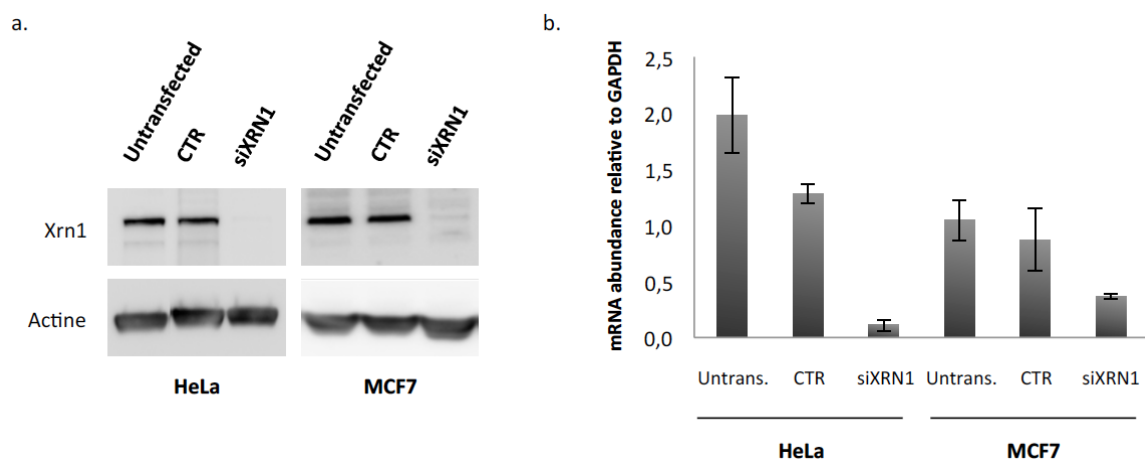 a.
Untransfected
CTR
siXRN1
Untransfected
CTR
siXRN1
Xrn1
Actine
HeLa
MCF7
b.
mRNA abundance relative to GAPDH
2,5
2,0
1,5
1,0
0,5
0,0
Untrans. CTR siXRN1 Untrans. CTR siXRN1
HeLa MCF7